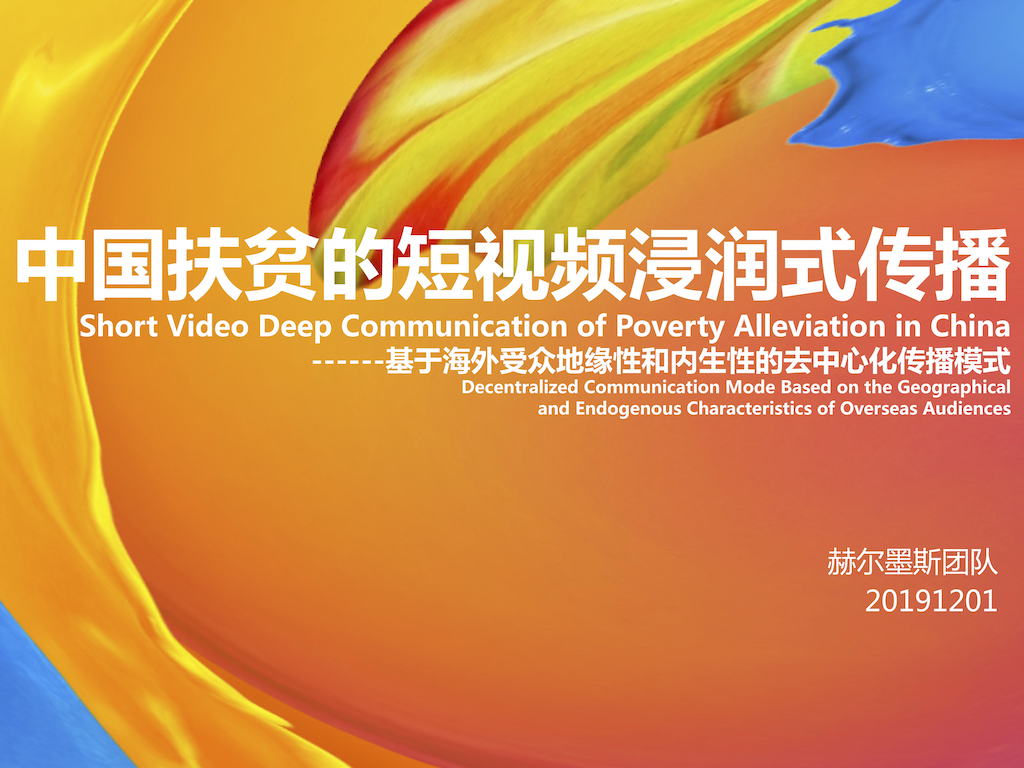 中国扶贫的短视频浸润式传播
Short Video Deep Communication of Poverty Alleviation in China
------基于海外受众地缘性和内生性的去中心化传播模式
Decentralized Communication Mode Based on the Geographical
and Endogenous Characteristics of Overseas Audiences
赫尔墨斯团队
20191201